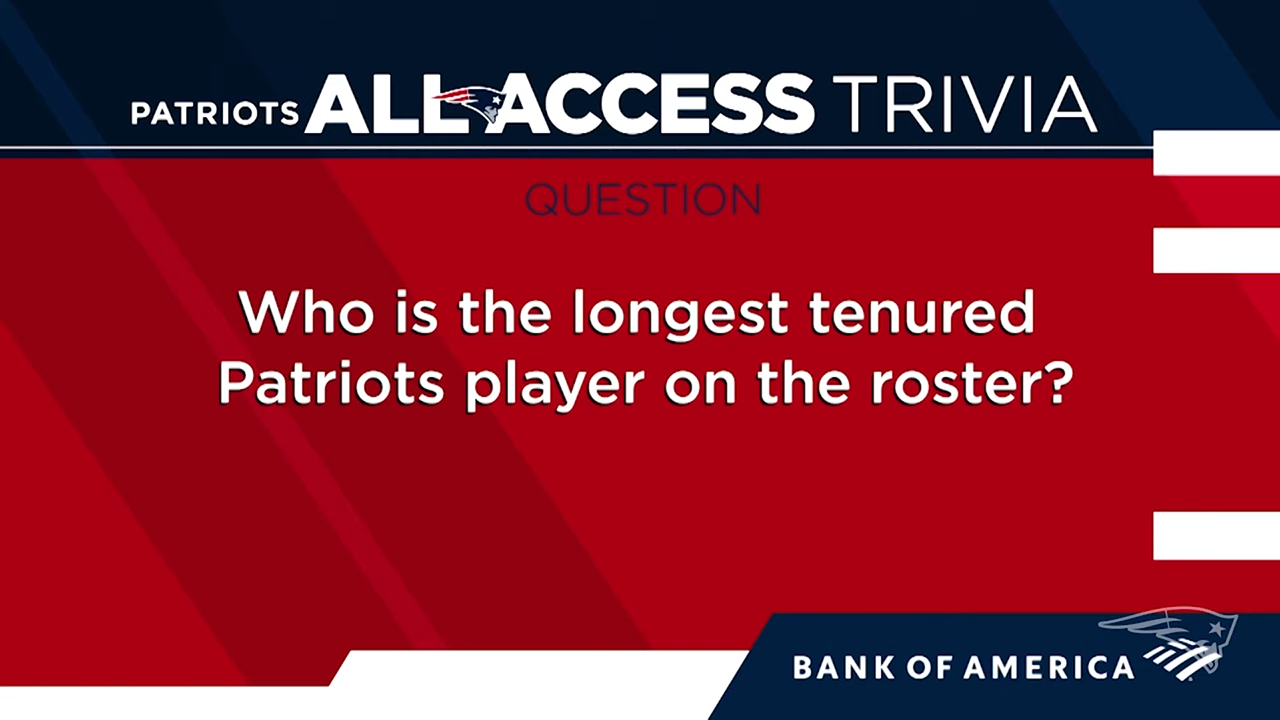 PATRIOTS ALL ACCESS TRIVIA
QUESTION
Who is the longest tenured
Patriots player on the roster?
BANK OF AMERICA